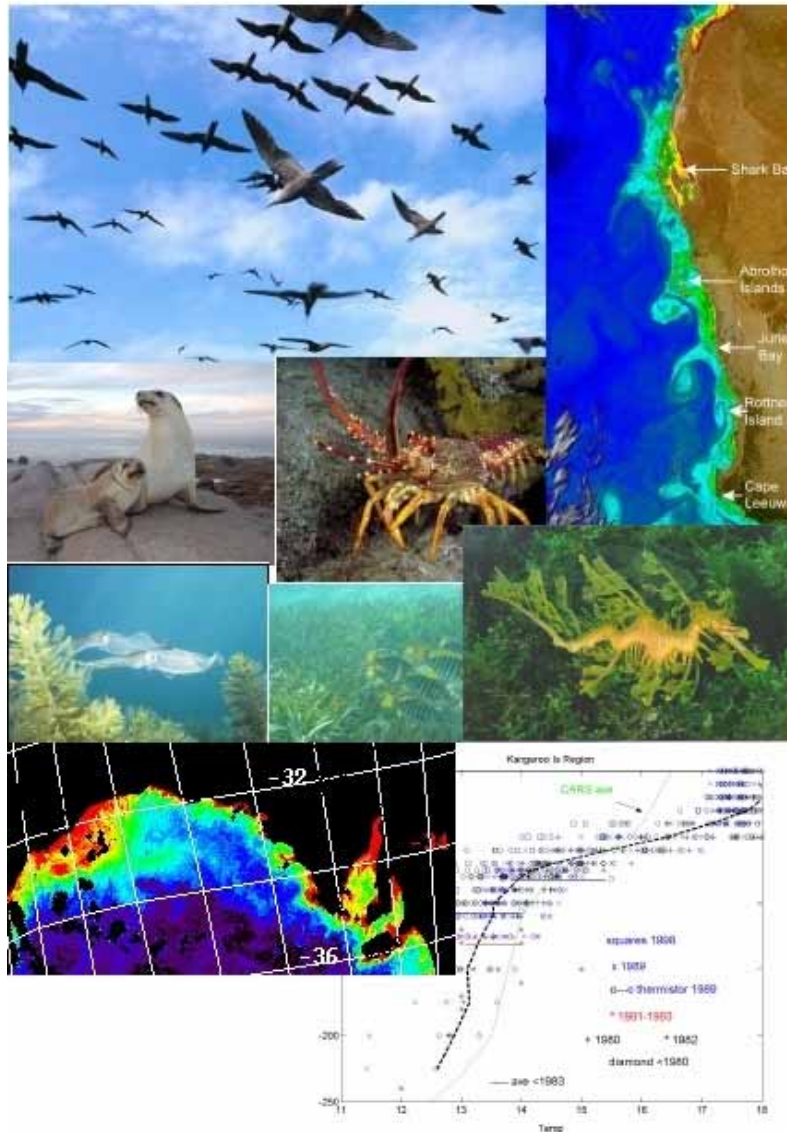 Shark Ba
Abrolho
Islands
June
Bay
Rottne
Island
Cape
Leeuw
-32
-36
Kangaroo Is Region
CARS ave
squares 1998
x 1989
o---o thermistor 1989
* 1981-1983
+ 1980
* 1982
diamond <1980
ave <1983
-200
-250
11
12
13
14
15
16
17
18
Temp